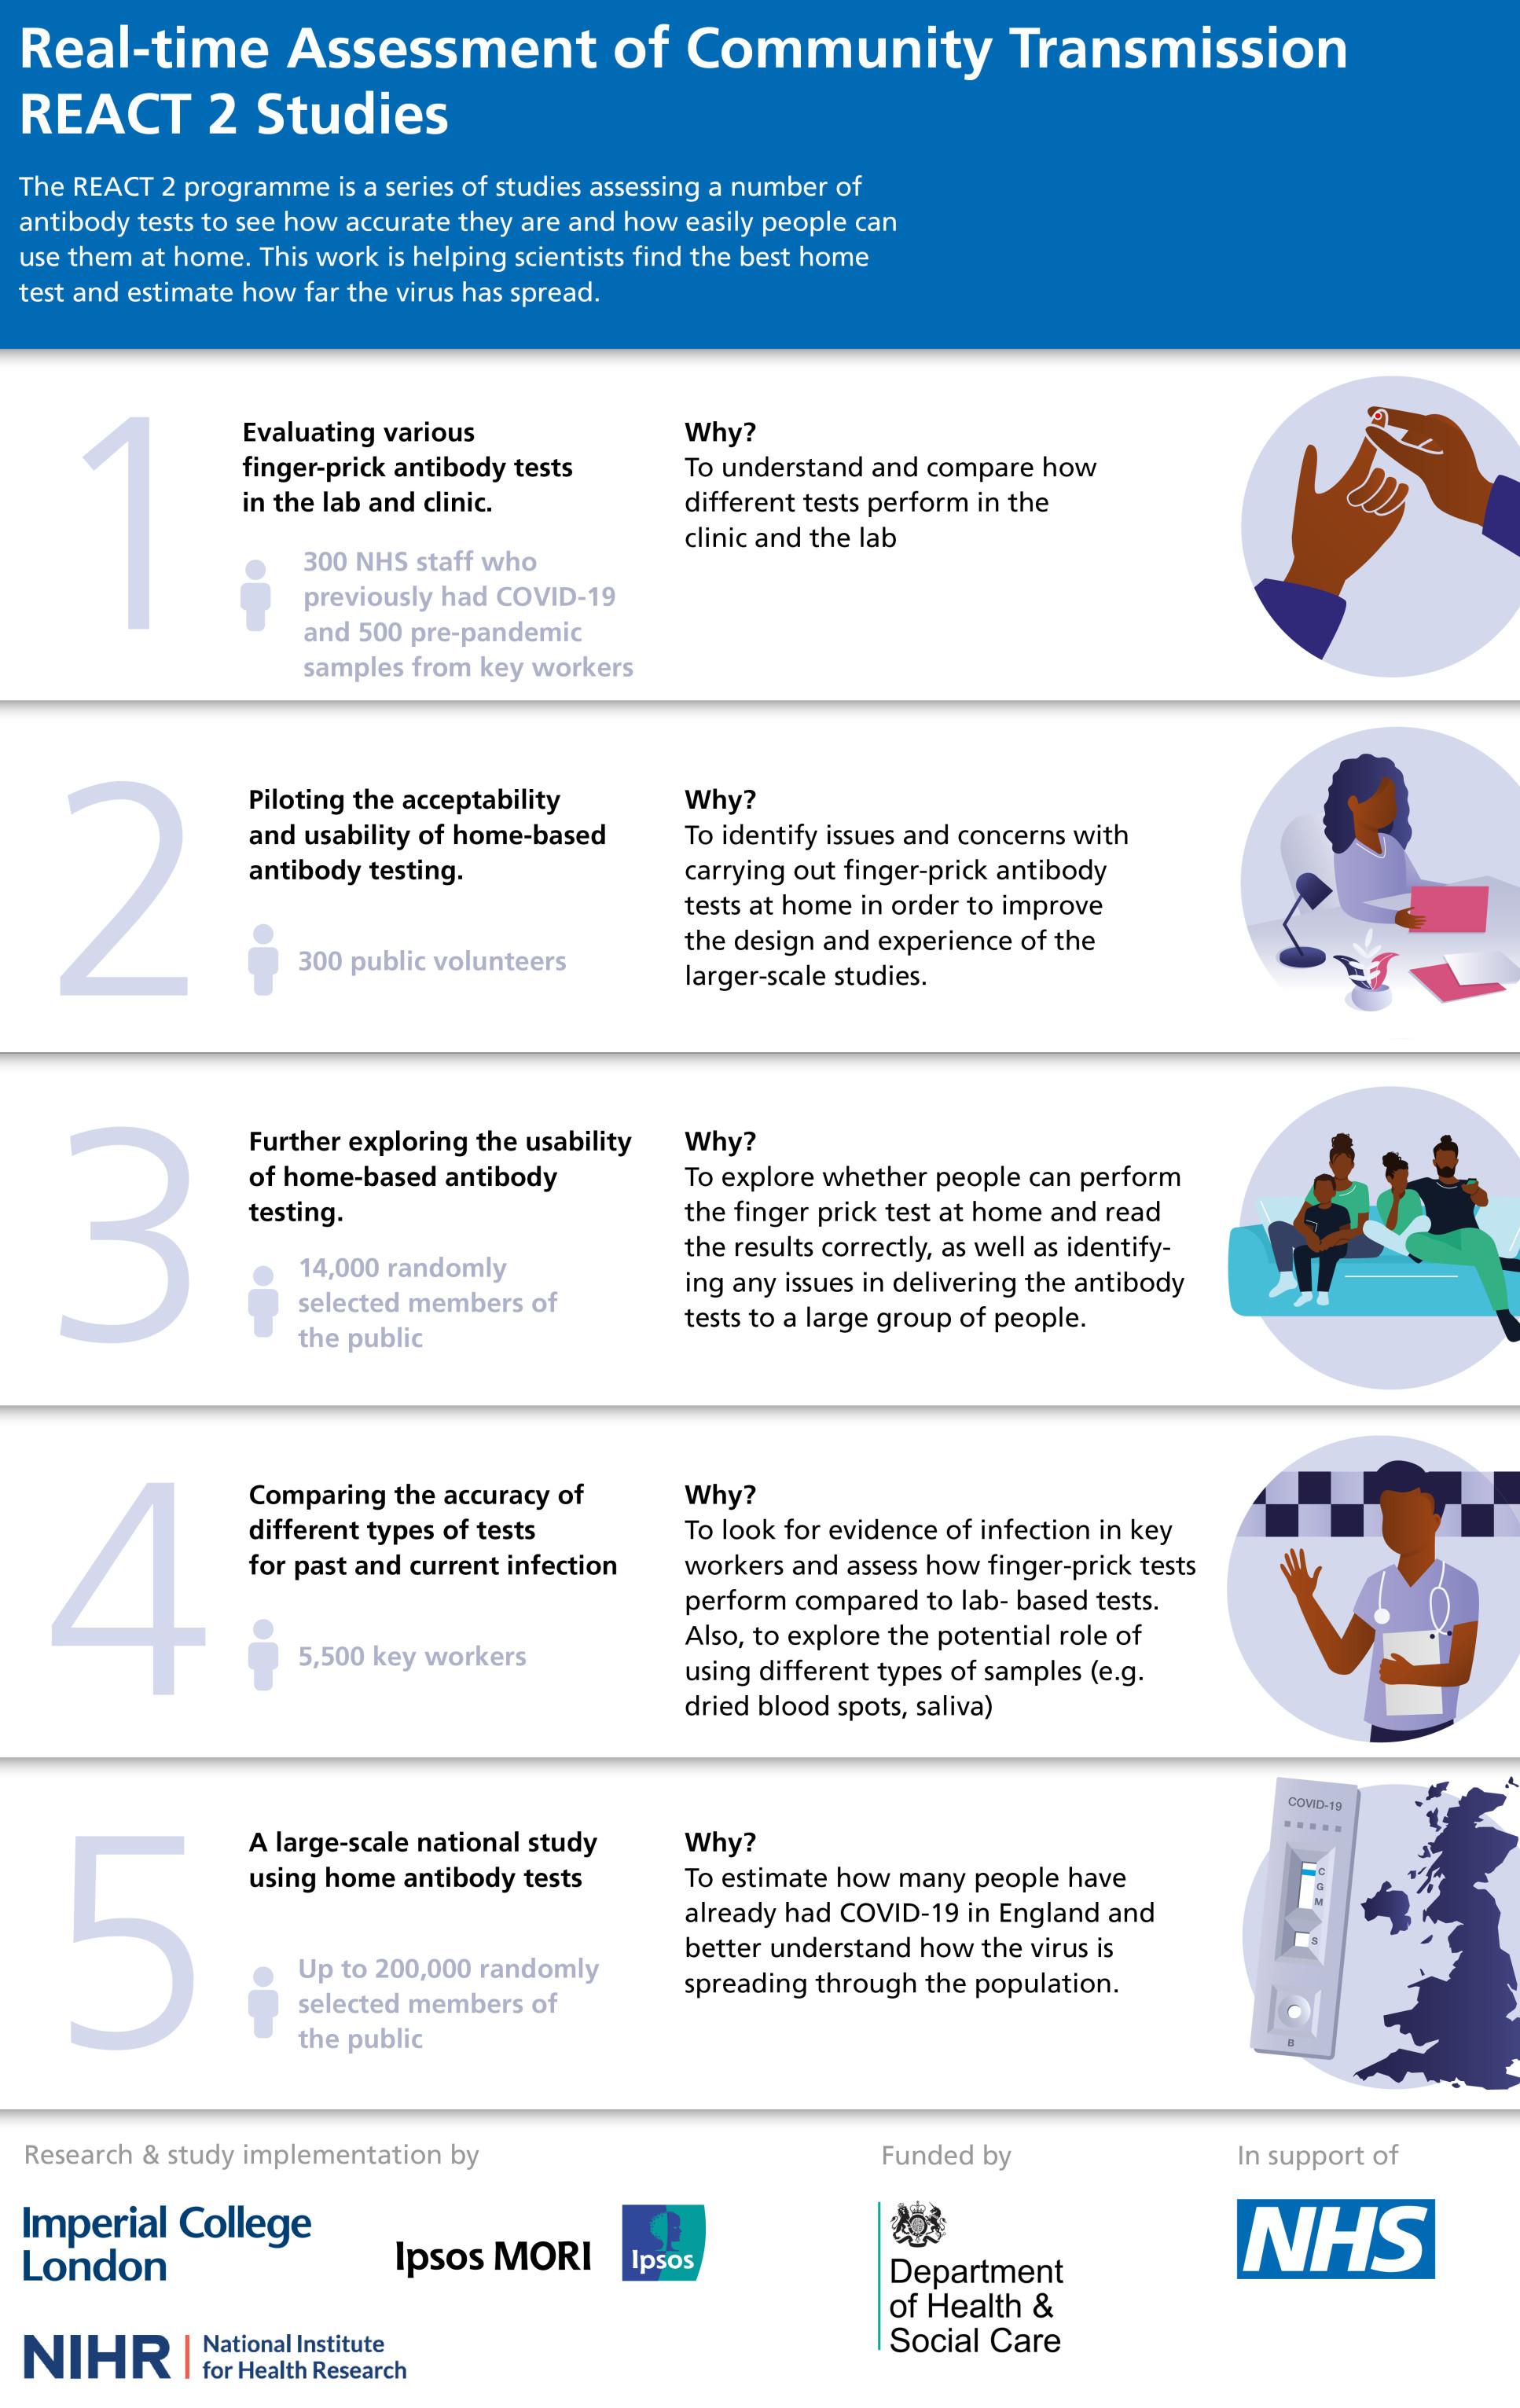 Real-time Assessment of Community Transmission
REACT 2 Studies
The REACT 2 programme is a series of studies assessing a number of
antibody tests to see how accurate they are and how easily people can
use them at home. This work is helping scientists find the best home
test and estimate how far the virus has spread.
1
Evaluating various
finger-prick antibody tests
in the lab and clinic.
300 NHS staff who
previously had COVID-19
and 500 pre-pandemic
samples from key workers
Why?
To understand and compare how
different tests perform in the
clinic and the lab
2
Piloting the acceptability
and usability of home-based
antibody testing.
300 public volunteers
Why?
To identify issues and concerns with
carrying out finger-prick antibody
tests at home in order to improve
the design and experience of the
larger-scale studies.
3
Further exploring the usability
of home-based antibody
testing.
14,000 randomly
selected members of
the public
Why?
To explore whether people can perform
the finger prick test at home and read
the results correctly, as well as identify-
ing any issues in delivering the antibody
tests to a large group of people.
4
Comparing the accuracy of
different types of tests
for past and current infection
5,500 key workers
Why?
To look for evidence of infection in key
workers and assess how finger-prick tests
perform compared to lab- based tests.
Also, to explore the potential role of
using different types of samples (e.g.
dried blood spots, saliva)
5
A large-scale national study
using home antibody tests
Up to 200,000 randomly
selected members of
the public
Why?
To estimate how many people have
already had COVID-19 in England and
better understand how the virus is
spreading through the population.
COVID-19
C
G
M
S
B
Research & study implementation by
Imperial College
London
Ipsos MORI
Ipsos
NIHR
National Institute
for Health Research
Funded by
Department
of Health &
Social Care
In support of
NHS